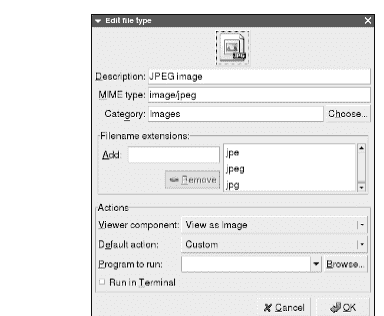 Edit file type
JPG
Description: JPEG image
MIME type: image/jpeg
Category: Images Choose...
Filename extensions:
Add:
jpe
jpeg
jpg
Remove
Actions
Viewer component: View as Image
Default action: Custom
Program to run: Browse...
Run in Terminal
Cancel OK